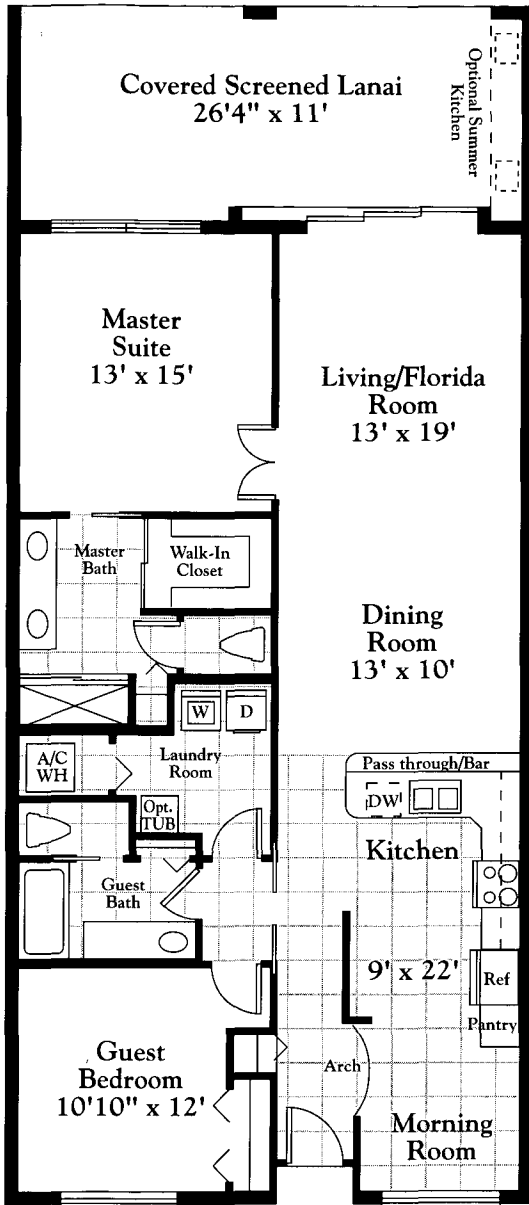 Covered Screened Lanai
26'4" x 11'
Optional Summer
Kitchen
Master
Suite
13' x 15'
Living/Florida
Room
13' x 19'
Master
Bath
Walk-In
Closet
Dining
Room
13' x 10'
W
D
A/C
WH
Laundry
Room
Pass through/Bar
DW
Opt.
TUB
Kitchen
Guest
Bath
9' x 22'
Ref
Pantry
Guest
Bedroom
10'10" x 12'
Arch
Morning
Room